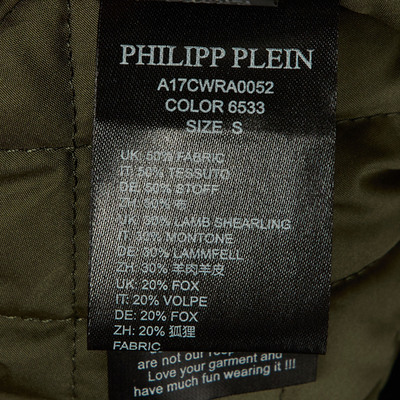 PHILIPP PLEIN
A17CWRA0052
COLOR 6533
SIZE S
UK: 50% FABRIC
IT: 50% TESSUTO
DE: 50% STOFF
ZH: 50% 布
UK: 30% LAMB SHEARLING
IT: 30% MONTONE
DE: 30% LAMMFELL
ZH: 30% 羊肉羊皮
UK: 20% FOX
IT: 20% VOLPE
DE: 20% FOX
ZH: 20% 狐狸
FABRIC
are not our
Love your garment and
have much fun wearing it !!!